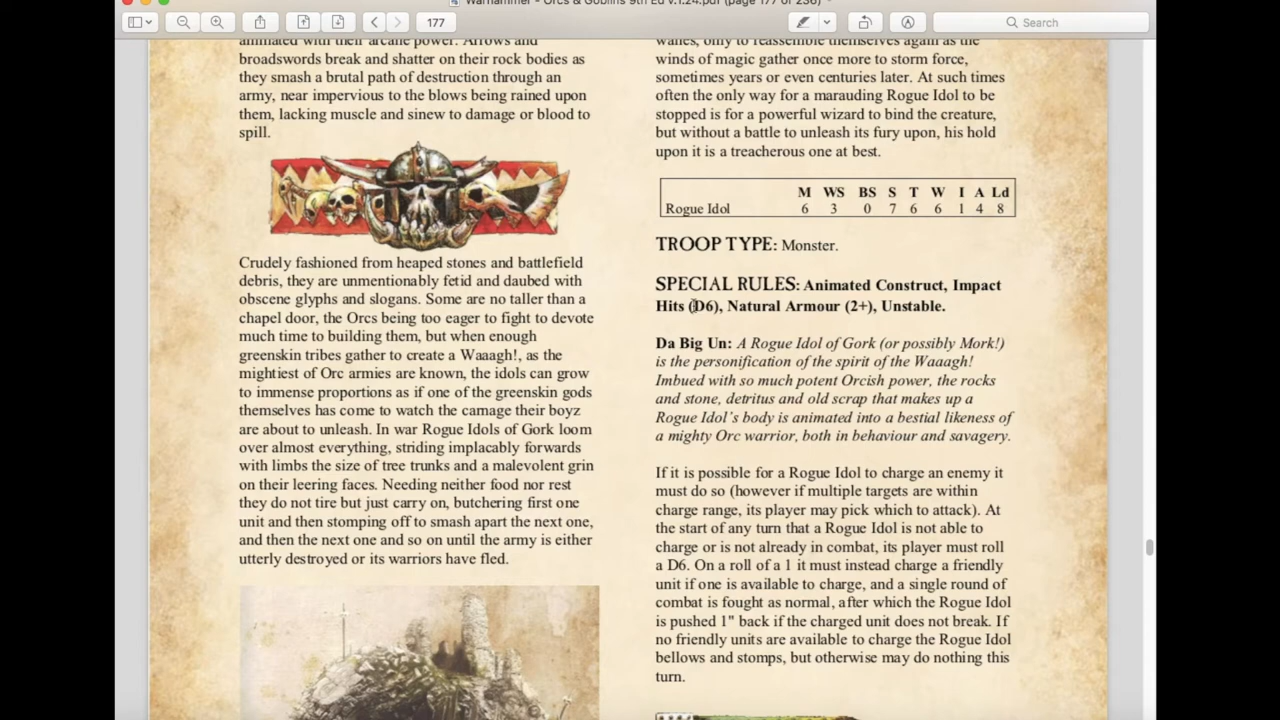 Warhammer - Orcs & Goblins 9th Ed v.1.24.pdf (page 177 of 236)
177
Search
animated with their arcane power. Arrows and
broadswords break and shatter on their rock bodies as
they smash a brutal path of destruction through an
army, near impervious to the blows being rained upon
them, lacking muscle and sinew to damage or blood to
spill.
Crudely fashioned from heaped stones and battlefield
debris, they are unmentionably fetid and daubed with
obscene glyphs and slogans. Some are no taller than a
chapel door, the Orcs being too eager to fight to devote
much time to building them, but when enough
greenskin tribes gather to create a Waaagh!, as the
mightiest of Orc armies are known, the idols can grow
to immense proportions as if one of the greenskin gods
themselves has come to watch the carnage their boyz
are about to unleash. In war Rogue Idols of Gork loom
over almost everything, striding implacably forwards
with limbs the size of tree trunks and a malevolent grin
on their leering faces. Needing neither food nor rest
they do not tire but just carry on, butchering first one
unit and then stomping off to smash apart the next one,
and then the next one and so on until the army is either
utterly destroyed or its warriors have fled.
only to reassemble themselves again as the
winds of magic gather once more to storm force,
sometimes years or even centuries later. At such times
often the only way for a marauding Rogue Idol to be
stopped is for a powerful wizard to bind the creature,
but without a battle to unleash its fury upon, his hold
upon it is a treacherous one at best.
M WS BS S T W I A Ld
Rogue Idol 6 3 0 7 6 6 1 4 8
TROOP TYPE: Monster.
SPECIAL RULES: Animated Construct, Impact
Hits (D6), Natural Armour (2+), Unstable.
Da Big Un: A Rogue Idol of Gork (or possibly Mork!)
is the personification of the spirit of the Waaagh!
Imbued with so much potent Orcish power, the rocks
and stone, detritus and old scrap that makes up a
Rogue Idol's body is animated into a bestial likeness of
a mighty Orc warrior, both in behaviour and savagery.
If it is possible for a Rogue Idol to charge an enemy it
must do so (however if multiple targets are within
charge range, its player may pick which to attack). At
the start of any turn that a Rogue Idol is not able to
charge or is not already in combat, its player must roll
a D6. On a roll of a 1 it must instead charge a friendly
unit if one is available to charge, and a single round of
combat is fought as normal, after which the Rogue Idol
is pushed 1" back if the charged unit does not break. If
no friendly units are available to charge the Rogue Idol
bellows and stomps, but otherwise may do nothing this
turn.